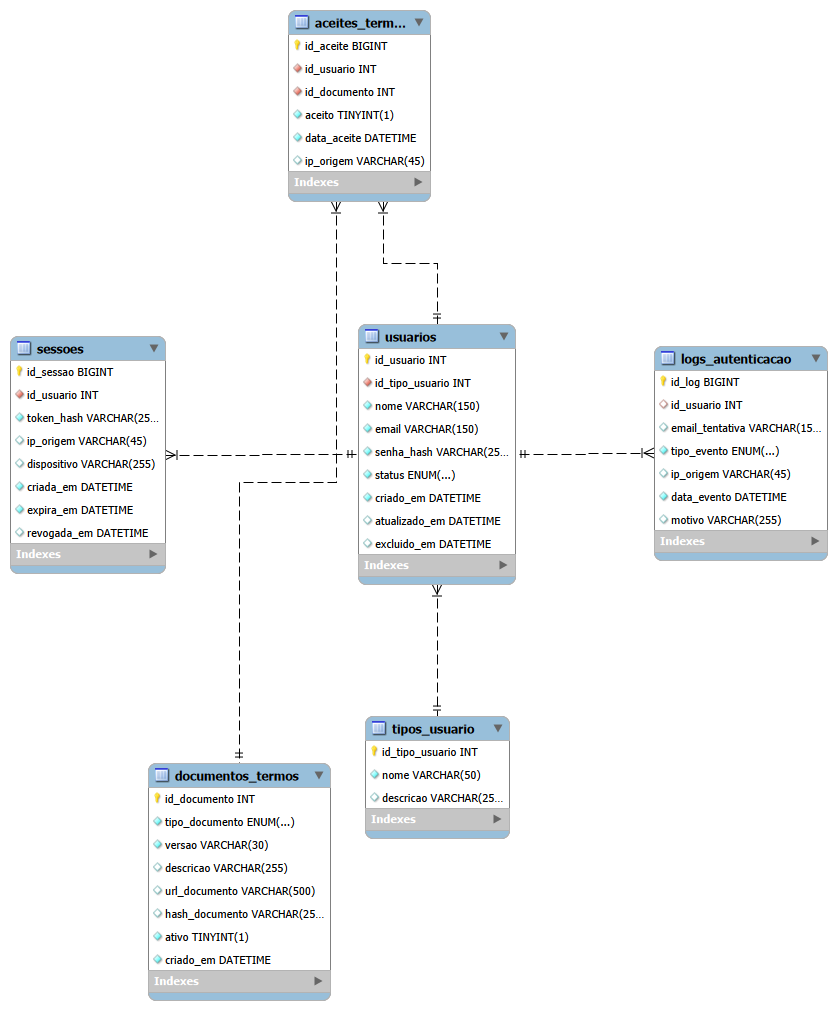 aceites_term...
id_aceite BIGINT
id_usuario INT
id_documento INT
aceito TINYINT(1)
data_aceite DATETIME
ip_origem VARCHAR(45)
Indexes
sessoes
id_sessao BIGINT
id_usuario INT
token_hash VARCHAR(25...
ip_origem VARCHAR(45)
dispositivo VARCHAR(255)
criada_em DATETIME
expira_em DATETIME
revogada_em DATETIME
Indexes
usuarios
id_usuario INT
id_tipo_usuario INT
nome VARCHAR(150)
email VARCHAR(150)
senha_hash VARCHAR(25...
status ENUM(...)
criado_em DATETIME
atualizado_em DATETIME
excluido_em DATETIME
Indexes
logs_autenticacao
id_log BIGINT
id_usuario INT
email_tentativa VARCHAR(15...
tipo_evento ENUM(...)
ip_origem VARCHAR(45)
data_evento DATETIME
motivo VARCHAR(255)
Indexes
tipos_usuario
id_tipo_usuario INT
nome VARCHAR(50)
descricao VARCHAR(25...
Indexes
documentos_termos
id_documento INT
tipo_documento ENUM(...)
versao VARCHAR(30)
descricao VARCHAR(255)
url_documento VARCHAR(500)
hash_documento VARCHAR(25...
ativo TINYINT(1)
criado_em DATETIME
Indexes